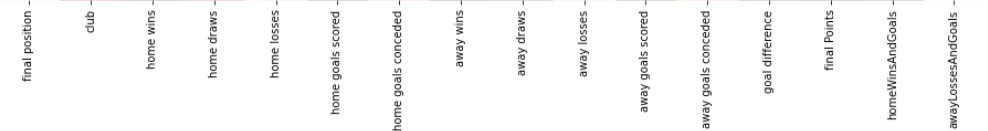 final position
club
home wins
home draws
home losses
home goals scored
home goals conceded
away wins
away draws
away losses
away goals scored
away goals conceded
goal difference
final Points
homeWinsAndGoals
awayLossesAndGoals